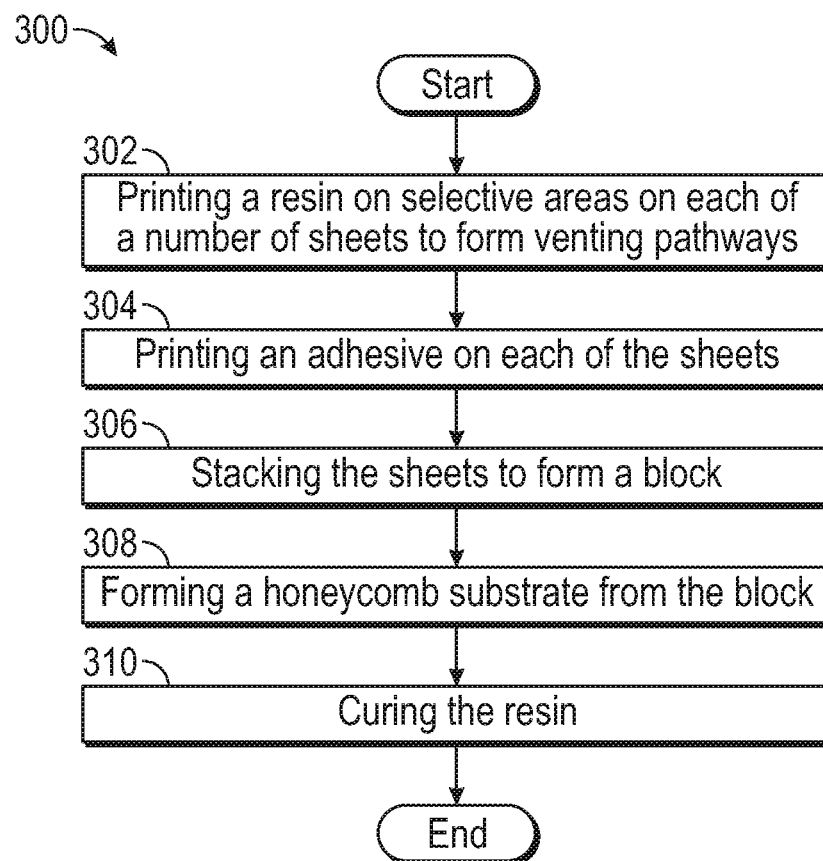 300
Start
302
Printing a resin on selective areas on each of
a number of sheets to form venting pathways
304
Printing an adhesive on each of the sheets
306
Stacking the sheets to form a block
308
Forming a honeycomb substrate from the block
310
Curing the resin
End